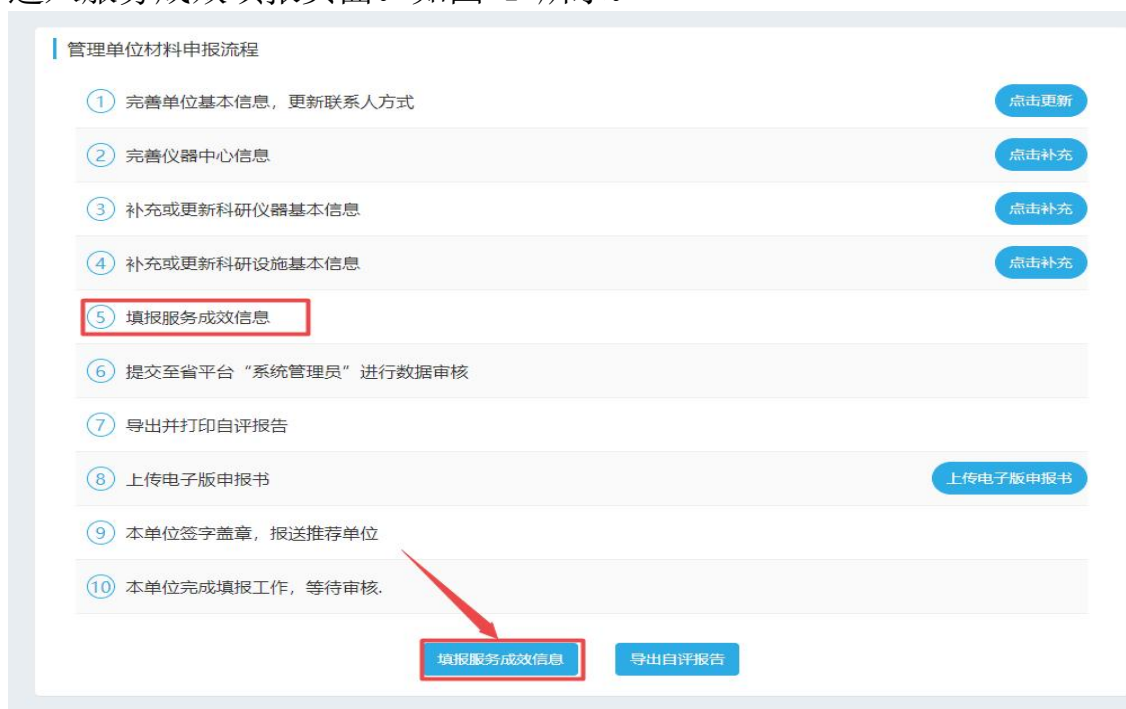 管理单位材料申报流程
1 完善单位基本信息，更新联系人方式 点击更新
2 完善仪器中心信息 点击补充
3 补充或更新科研仪器基本信息 点击补充
4 补充或更新科研设施基本信息 点击补充
5 填报服务成效信息
6 提交至省平台“系统管理员”进行数据审核
7 导出并打印自评报告
8 上传电子版申报书 上传电子版申报书
9 本单位签字盖章，报送推荐单位
10 本单位完成填报工作，等待审核.
填报服务成效信息 导出自评报告